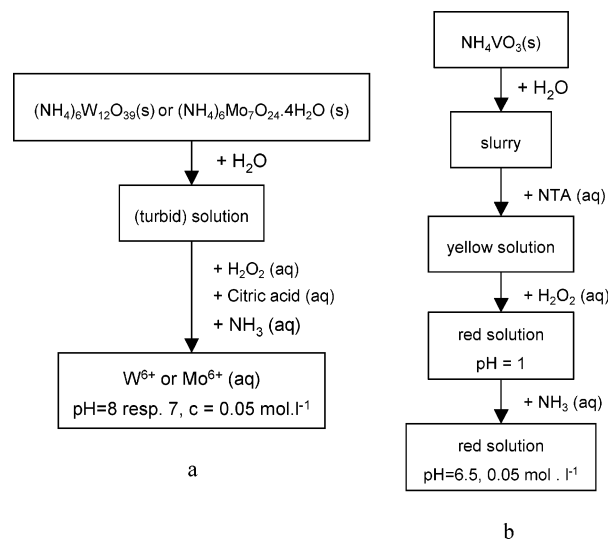 (NH₄)₆W₁₂O₃₉(s) or (NH₄)₆Mo₇O₂₄.4H₂O (s)
+ H₂O
(turbid) solution
+ H₂O₂ (aq)
+ Citric acid (aq)
+ NH₃ (aq)
W⁶⁺ or Mo⁶⁺ (aq)
pH=8 resp. 7, c = 0.05 mol.l⁻¹
a
NH₄VO₃(s)
+ H₂O
slurry
+ NTA (aq)
yellow solution
+ H₂O₂ (aq)
red solution
pH = 1
+ NH₃ (aq)
red solution
pH=6.5, 0.05 mol . l⁻¹
b